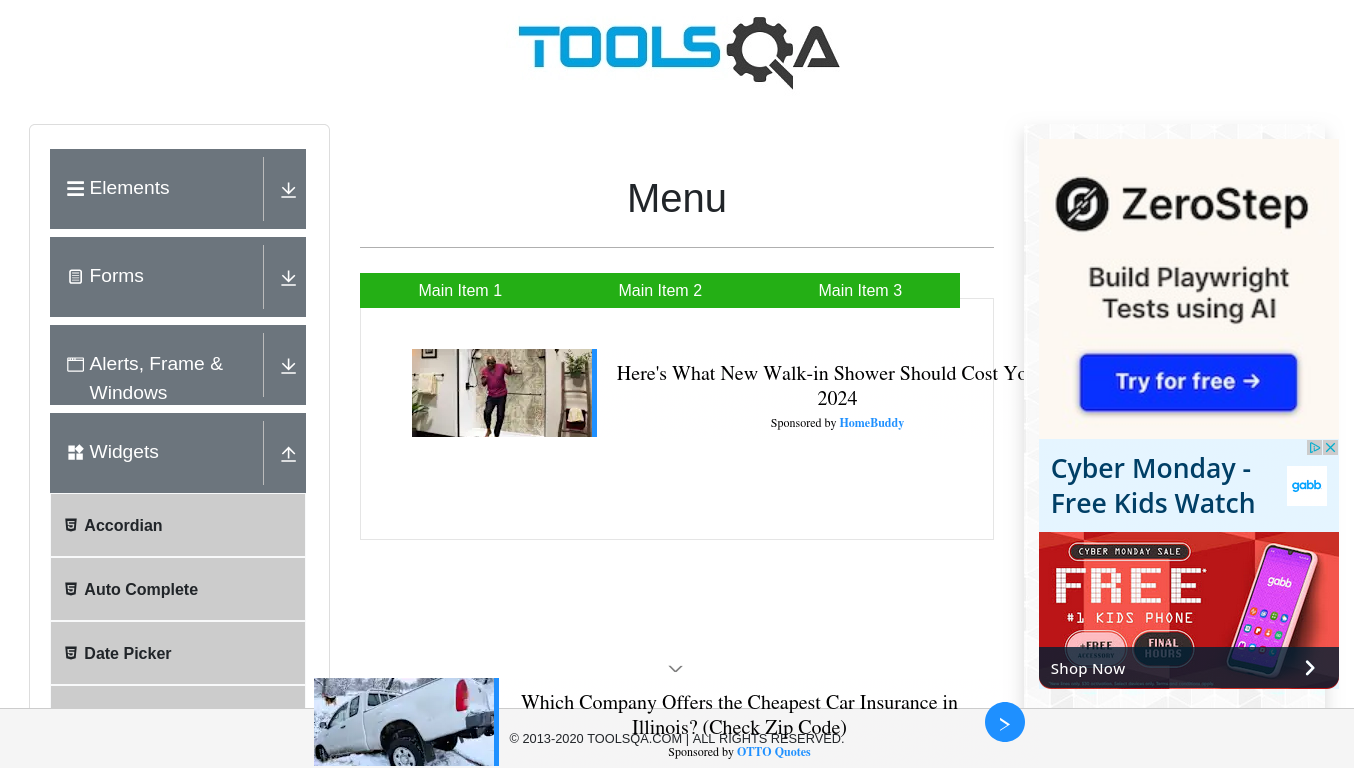 TOOLSQA
Elements
Forms
Alerts, Frame &
Windows
Widgets
Accordian
Auto Complete
Date Picker
Menu
Main Item 1
Main Item 2
Main Item 3
Here's What New Walk-in Shower Should Cost Yo
2024
Sponsored by HomeBuddy
Which Company Offers the Cheapest Car Insurance in
Illinois? (Check Zip Code)
Sponsored by OTTO Quotes
© 2013-2020 TOOLSQA.COM | ALL RIGHTS RESERVED.
ZeroStep
Build Playwright
Tests using AI
Try for free →
Cyber Monday -
Free Kids Watch
gabb
CYBER MONDAY SALE
FREE*
#1 KIDS PHONE
+FREE
ACCESSORY
FINAL
HOURS
gabb
Shop Now